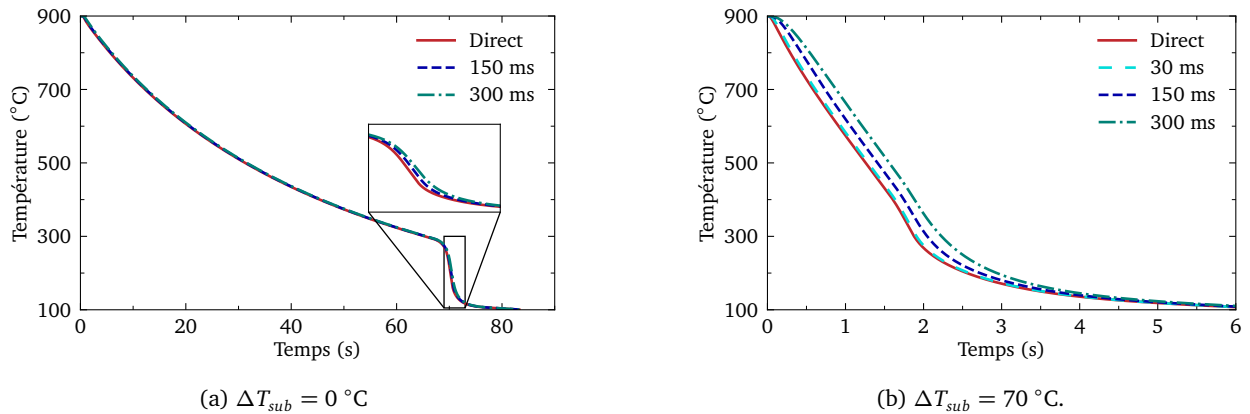 900
700
500
300
100
Température (°C)
0
20
40
60
80
Temps (s)
Direct
150 ms
300 ms
(a) ΔT_sub = 0 °C
900
700
500
300
100
Température (°C)
0
1
2
3
4
5
6
Temps (s)
Direct
30 ms
150 ms
300 ms
(b) ΔT_sub = 70 °C.